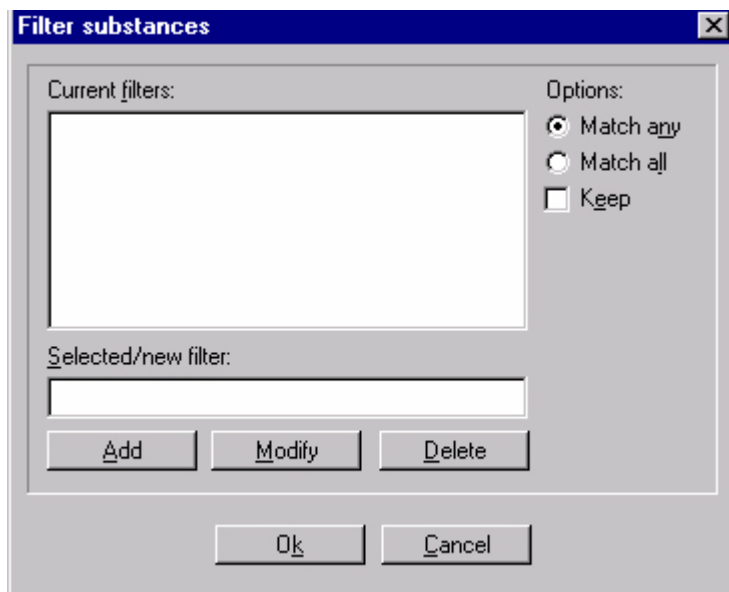 Filter substances
Current filters:
Options:
Match any
Match all
Keep
Selected/new filter:
Add Modify Delete
Ok Cancel